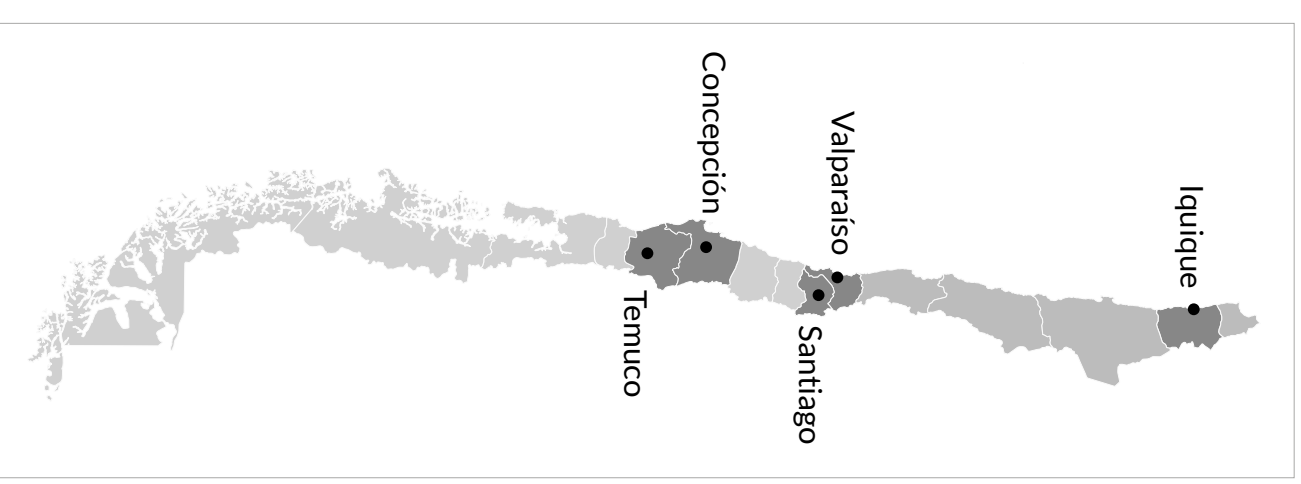 Iquique
Valparaíso
Santiago
Concepción
Temuco